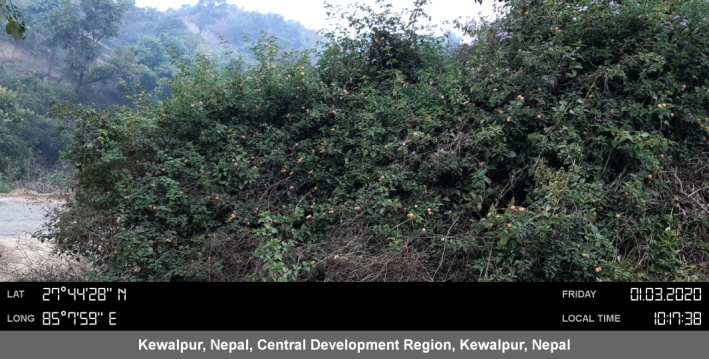 LAT 27°44'28" N FRIDAY 01.03.2020
LONG 85°7'59" E LOCAL TIME 10:17:38
Kewalpur, Nepal, Central Development Region, Kewalpur, Nepal